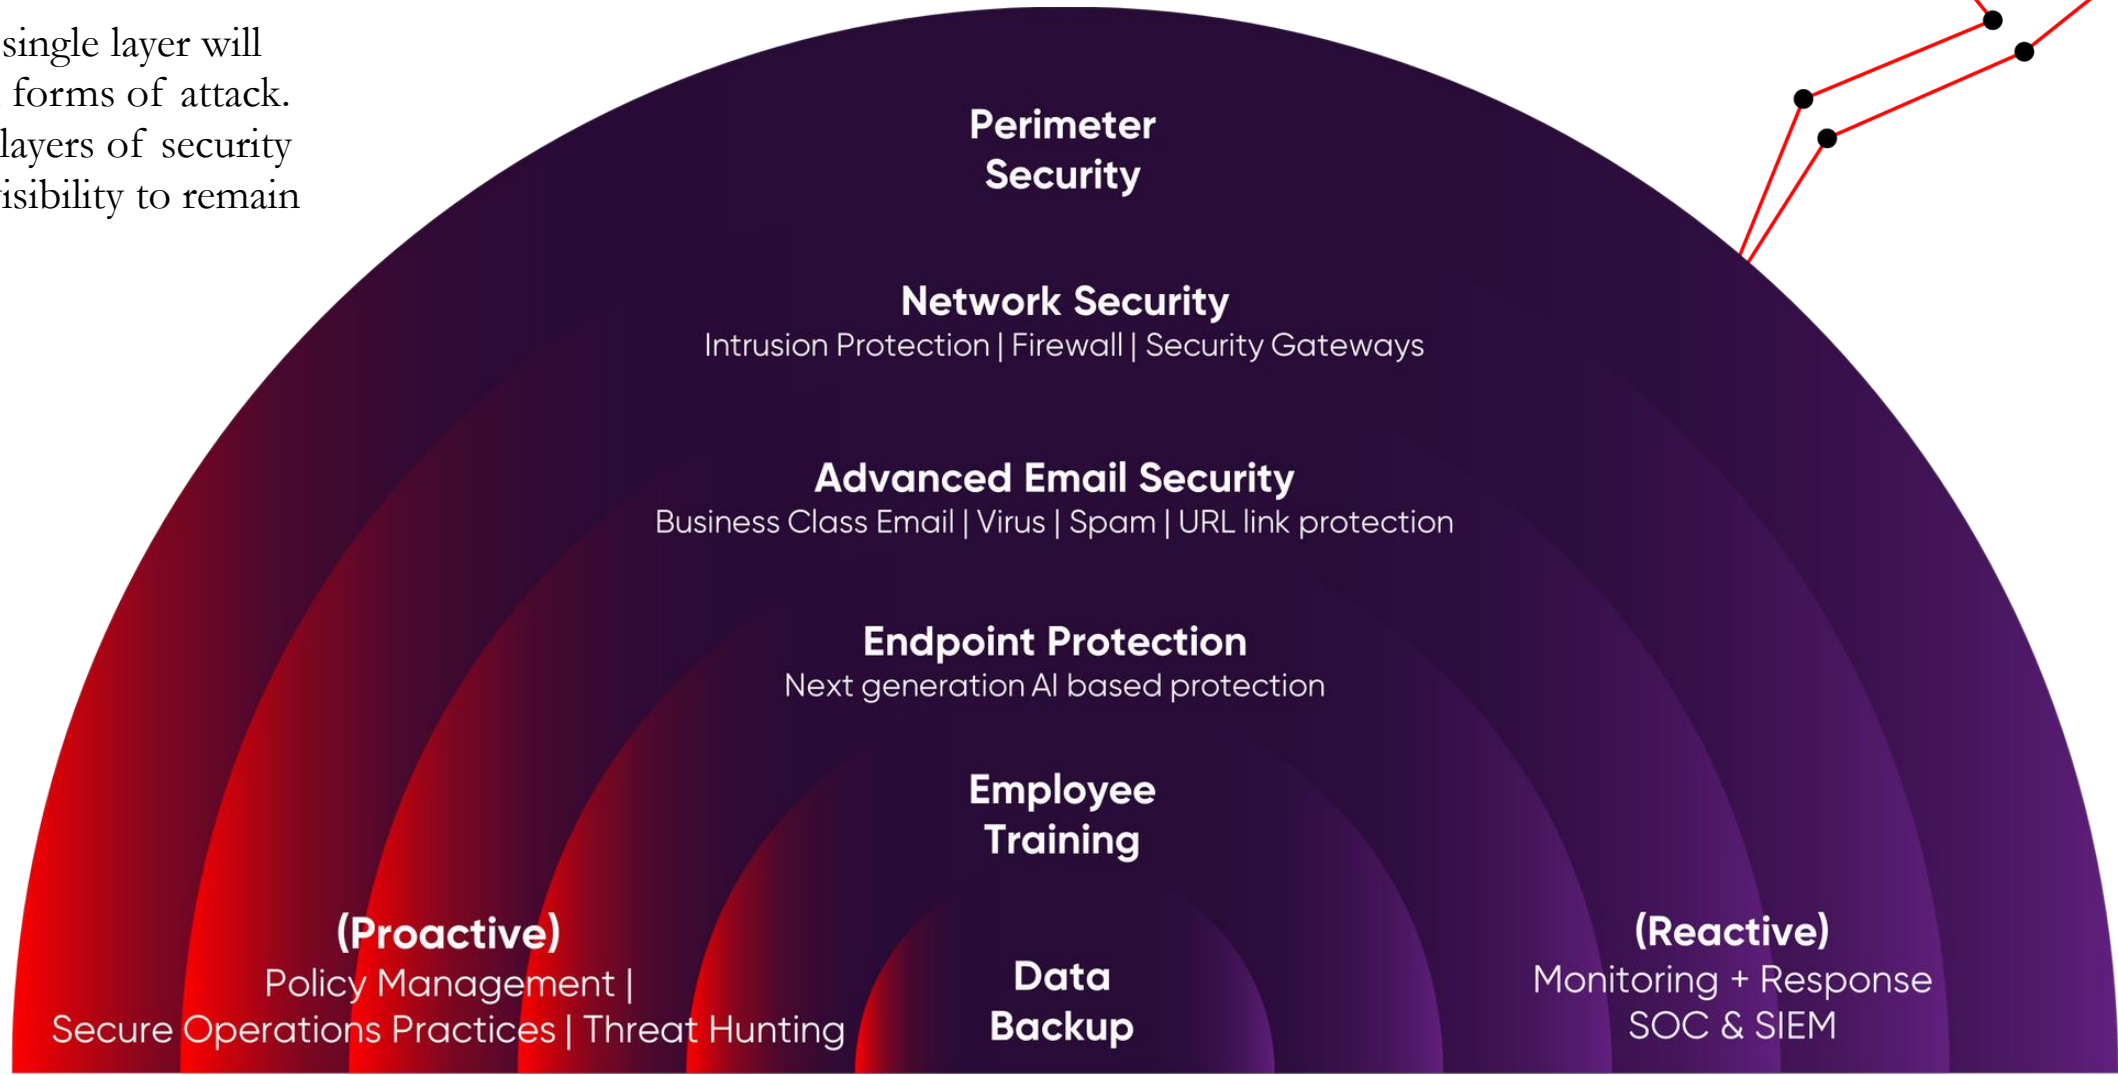 single layer will
forms of attack.
layers of security
visibility to remain
Perimeter
Security
Network Security
Intrusion Protection | Firewall | Security Gateways
Advanced Email Security
Business Class Email | Virus | Spam | URL link protection
Endpoint Protection
Next generation AI based protection
Employee
Training
(Proactive)
Policy Management |
Secure Operations Practices | Threat Hunting
Data
Backup
(Reactive)
Monitoring + Response
SOC & SIEM